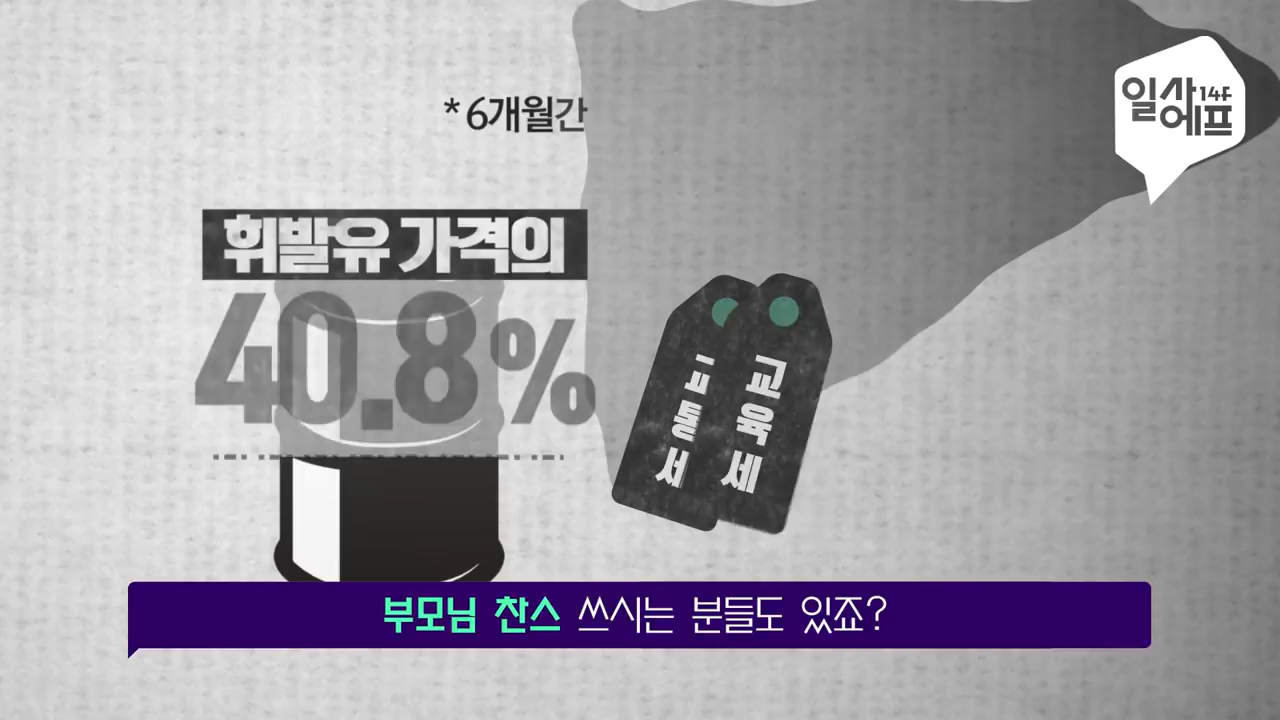 * 6개월간
일상 14F
에프
휘발유 가격의
40.8%
통세
교육세
부모님 찬스 쓰시는 분들도 있죠?